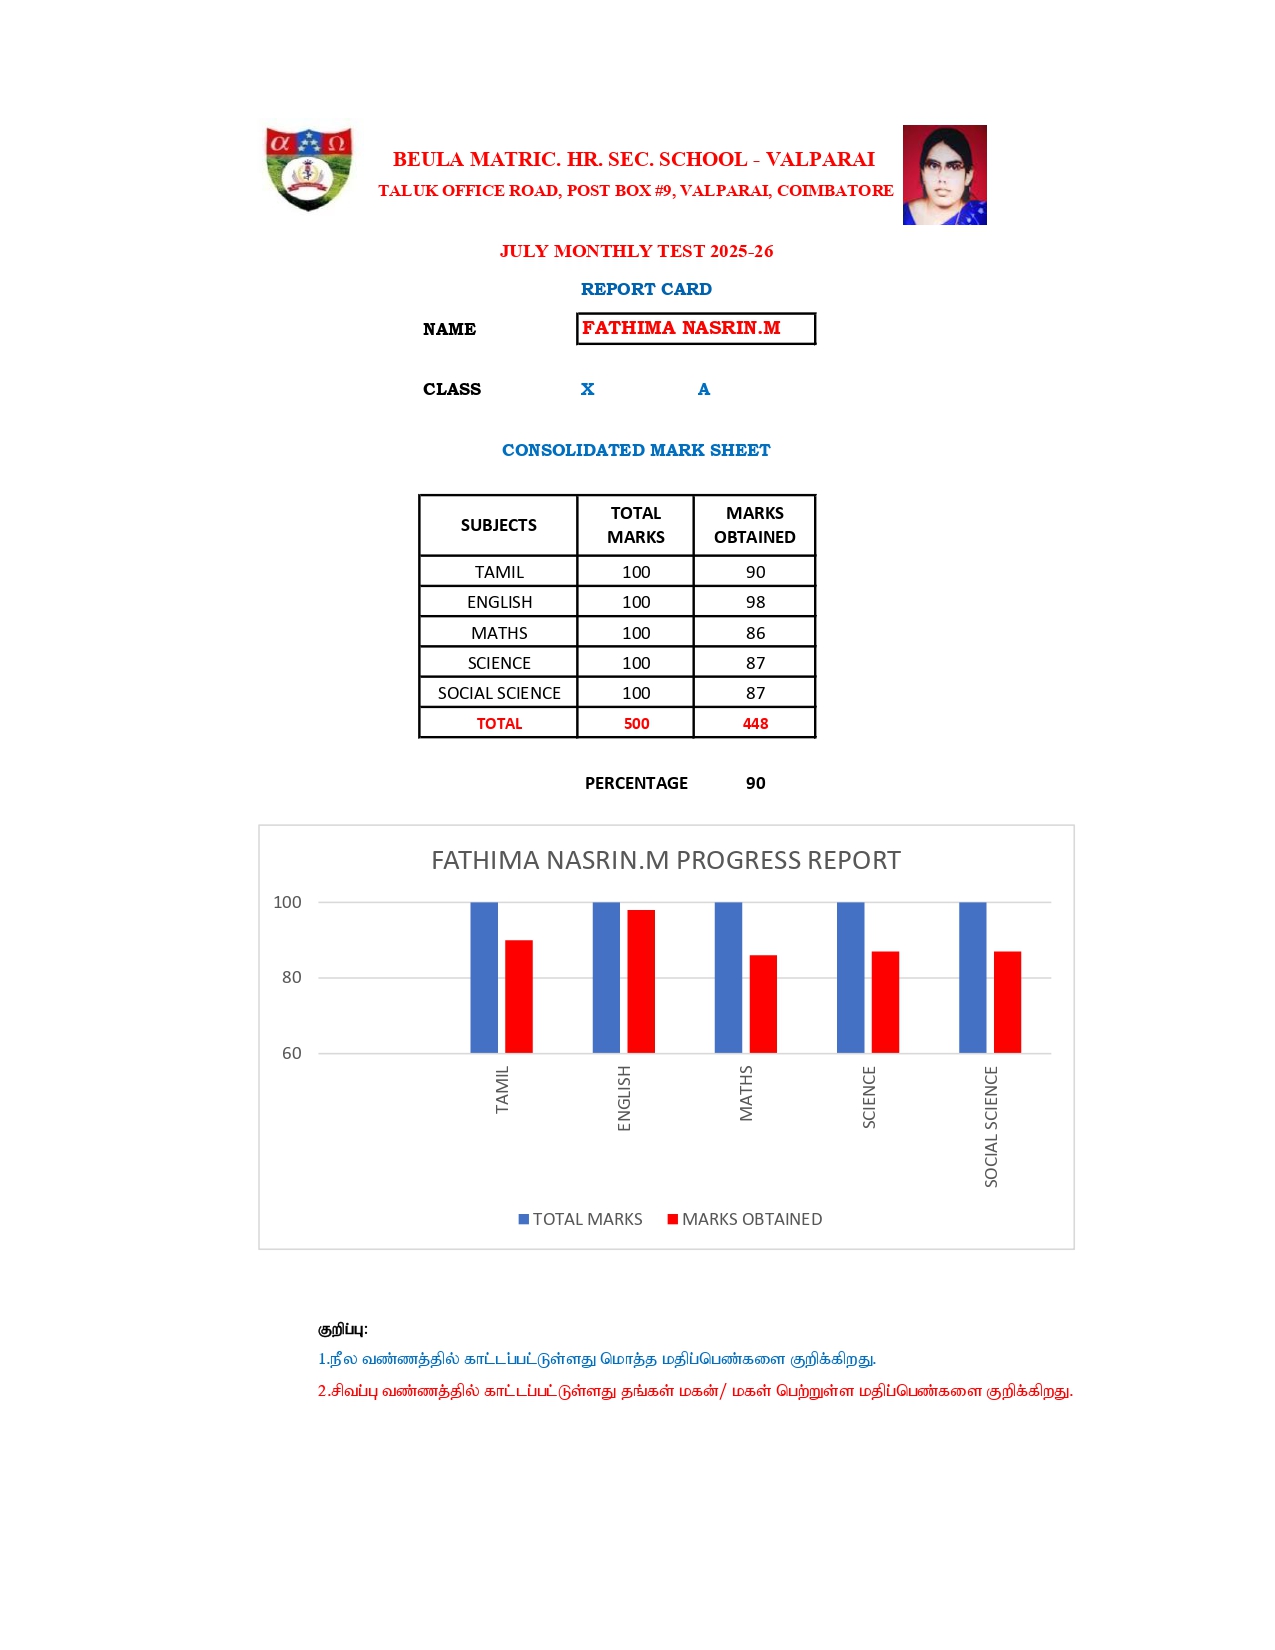 α Ω
BEULA MATRIC. HR. SEC. SCHOOL - VALPARAI
TALUK OFFICE ROAD, POST BOX #9, VALPARAI, COIMBATORE
JULY MONTHLY TEST 2025-26
REPORT CARD
NAME FATHIMA NASRIN.M
CLASS X A
CONSOLIDATED MARK SHEET
SUBJECTS TOTAL MARKS MARKS OBTAINED
TAMIL 100 90
ENGLISH 100 98
MATHS 100 86
SCIENCE 100 87
SOCIAL SCIENCE 100 87
TOTAL 500 448
PERCENTAGE 90
FATHIMA NASRIN.M PROGRESS REPORT
100
80
60
TAMIL ENGLISH MATHS SCIENCE SOCIAL SCIENCE
TOTAL MARKS MARKS OBTAINED
குறிப்பு:
1.நீல வண்ணத்தில் காட்டப்பட்டுள்ளது மொத்த மதிப்பெண்களை குறிக்கிறது.
2.சிவப்பு வண்ணத்தில் காட்டப்பட்டுள்ளது தங்கள் மகன்/ மகள் பெற்றுள்ள மதிப்பெண்களை குறிக்கிறது.